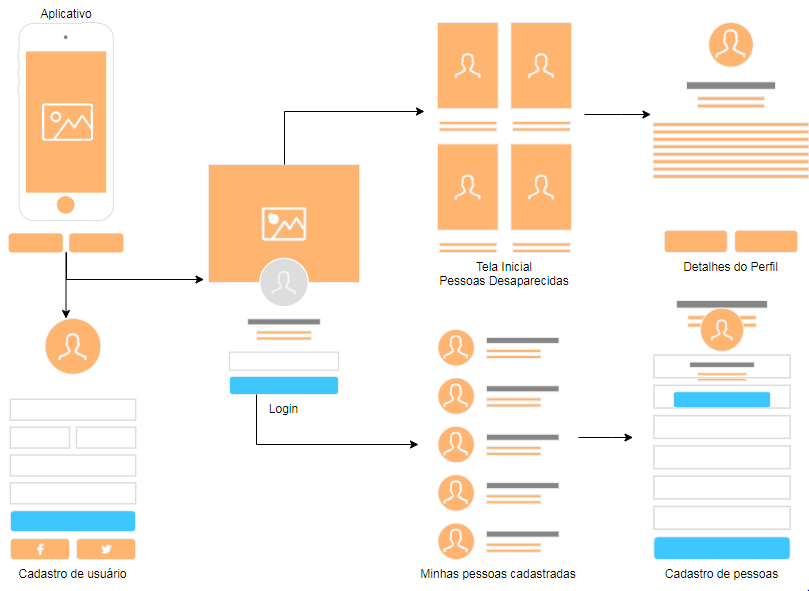 Aplicativo
Tela Inicial
Pessoas Desaparecidas
Detalhes do Perfil
Login
Cadastro de usuário
Minhas pessoas cadastradas
Cadastro de pessoas